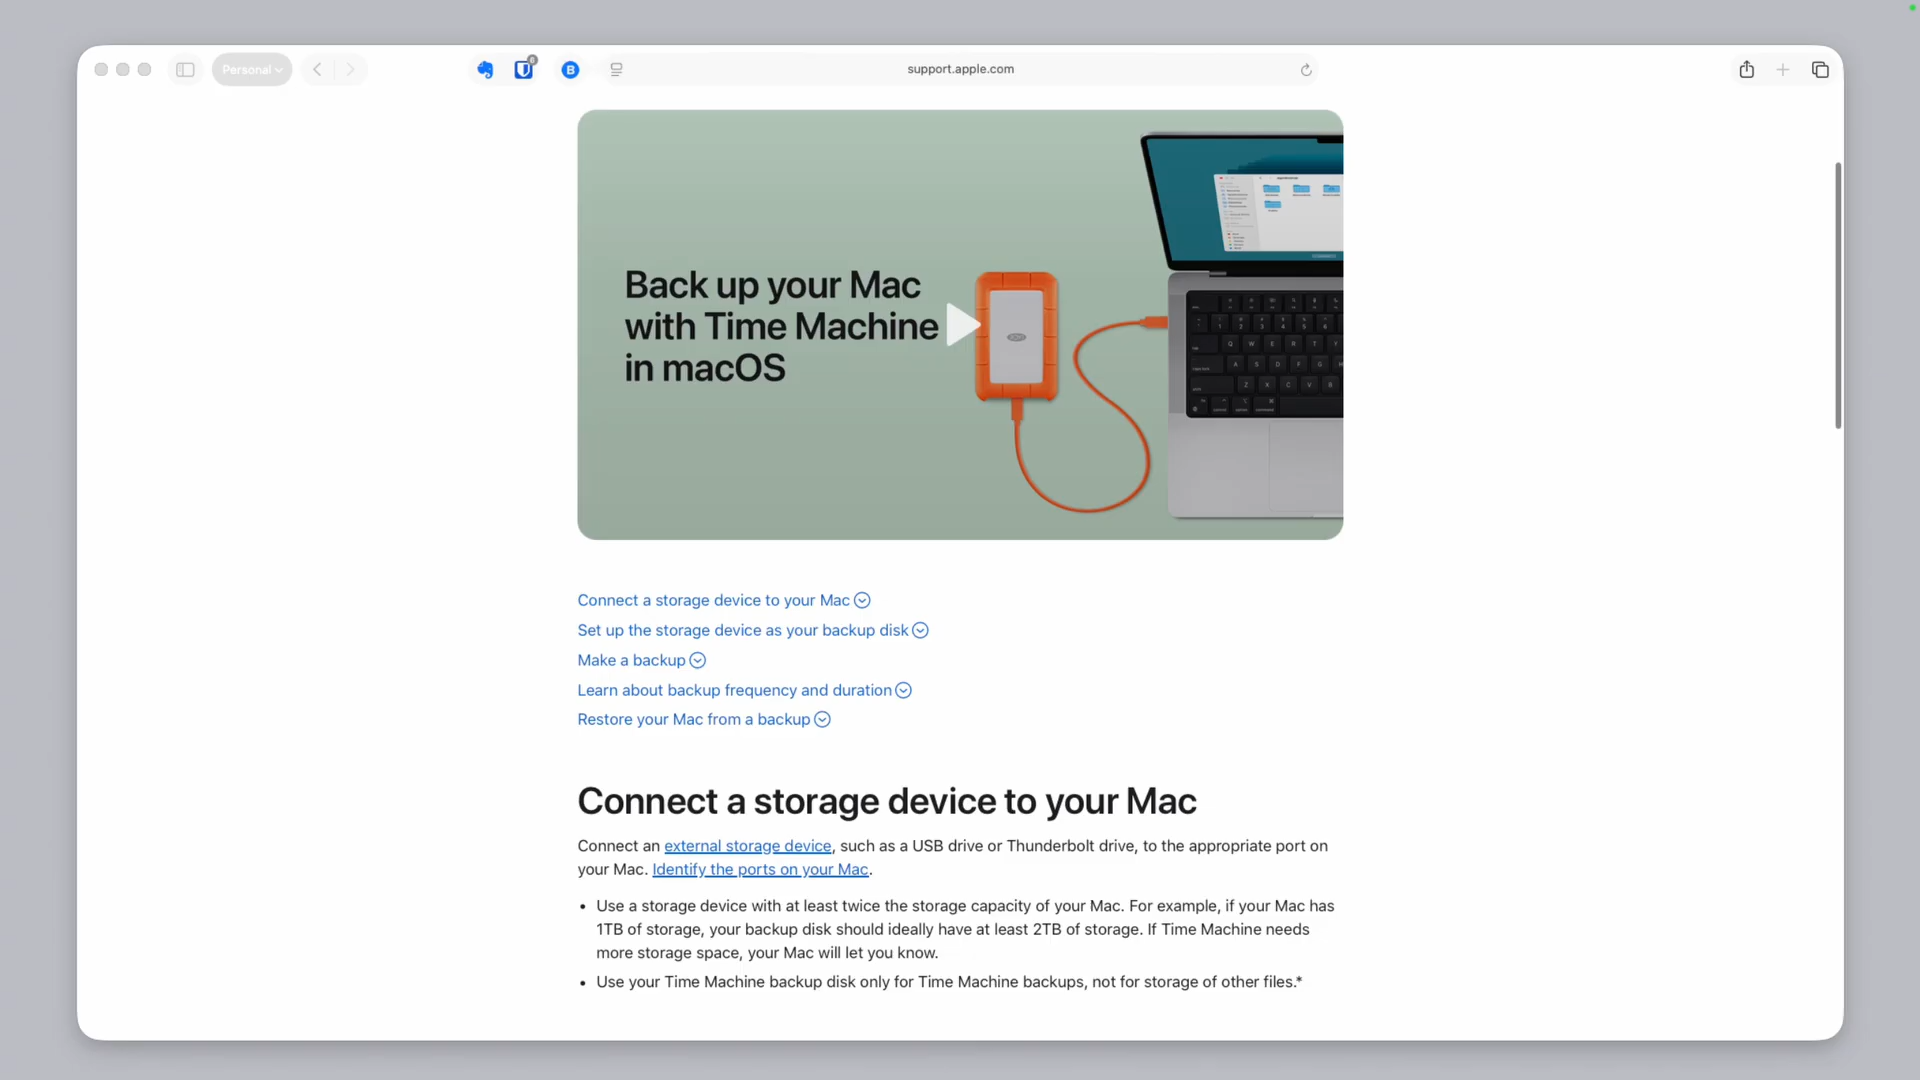 Personal
B
support.apple.com
Back up your Mac
with Time Machine
in macOS
Connect a storage device to your Mac
Set up the storage device as your backup disk
Make a backup
Learn about backup frequency and duration
Restore your Mac from a backup
Connect a storage device to your Mac
Connect an external storage device, such as a USB drive or Thunderbolt drive, to the appropriate port on
your Mac. Identify the ports on your Mac.
• Use a storage device with at least twice the storage capacity of your Mac. For example, if your Mac has
1TB of storage, your backup disk should ideally have at least 2TB of storage. If Time Machine needs
more storage space, your Mac will let you know.
• Use your Time Machine backup disk only for Time Machine backups, not for storage of other files.*